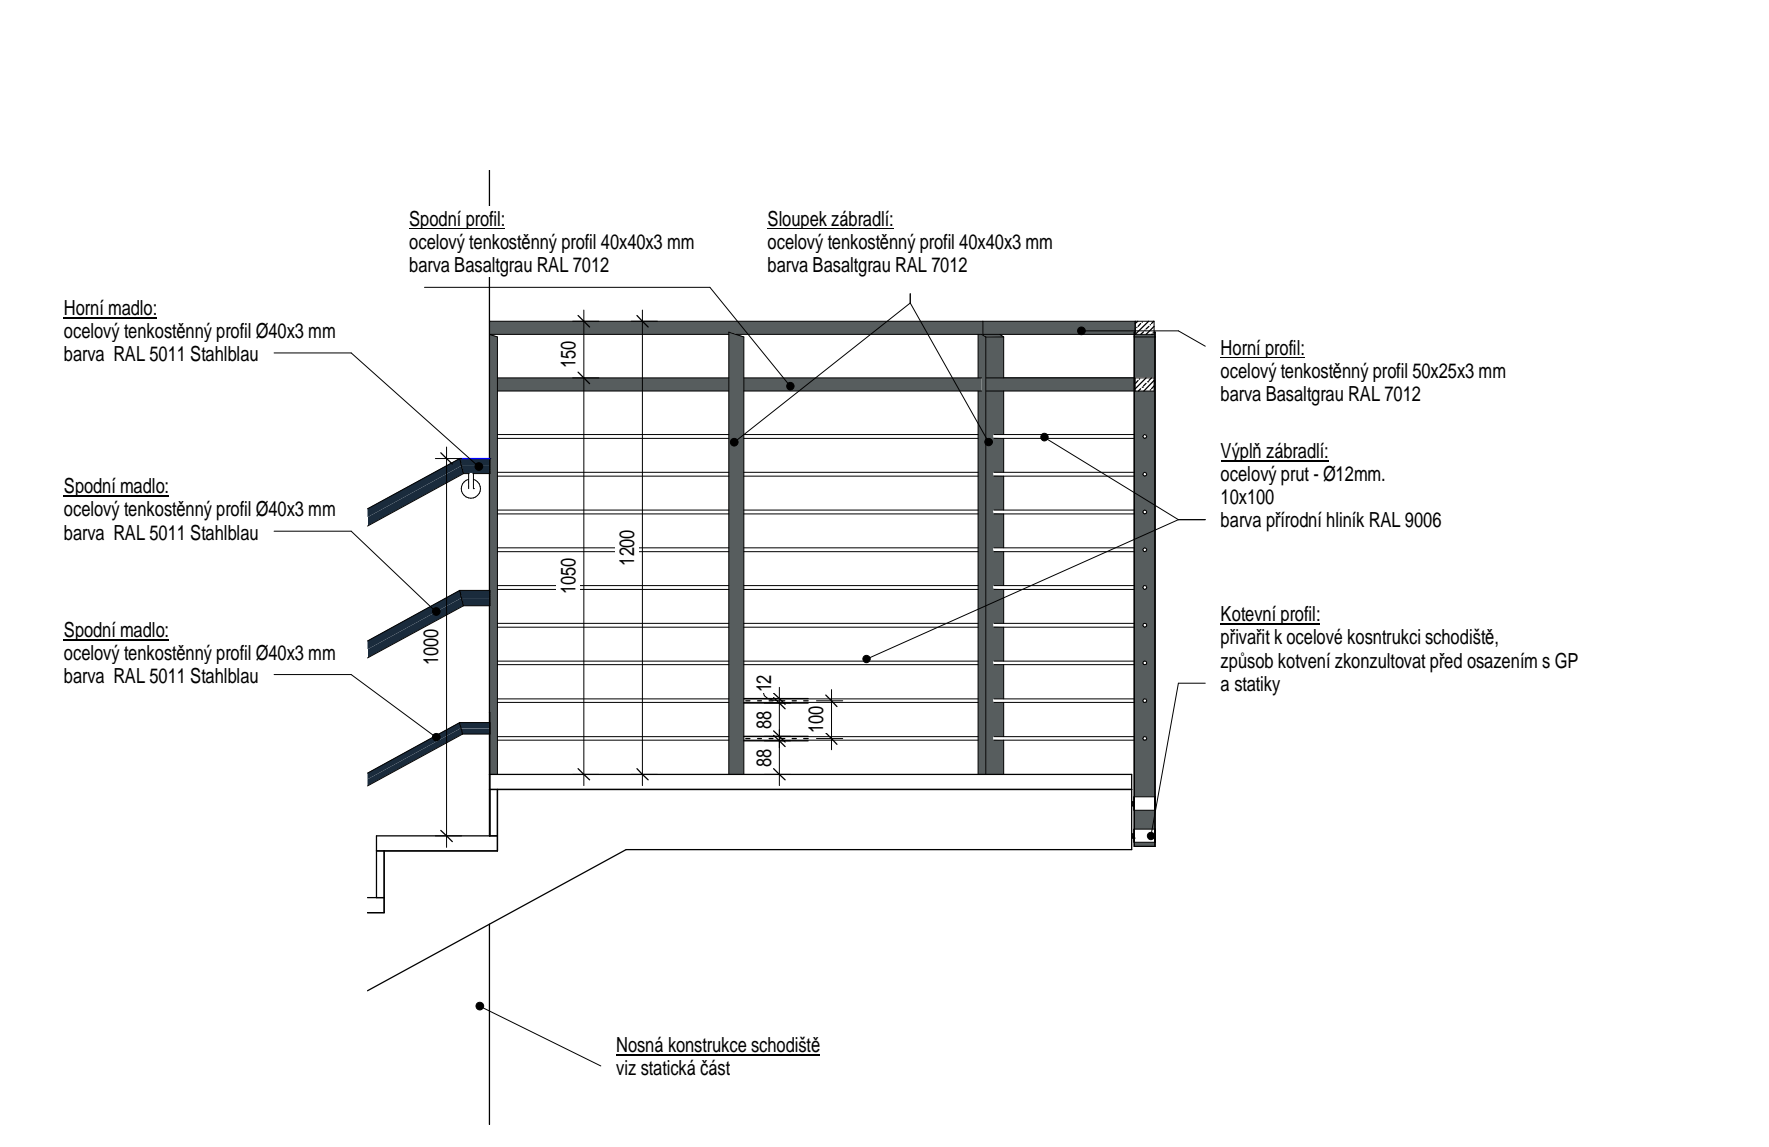 Spodní profil:
ocelový tenkostěnný profil 40x40x3 mm
barva Basaltgrau RAL 7012
Sloupek zábradlí:
ocelový tenkostěnný profil 40x40x3 mm
barva Basaltgrau RAL 7012
Horní madlo:
ocelový tenkostěnný profil Ø40x3 mm
barva  RAL 5011 Stahlblau
Spodní madlo:
ocelový tenkostěnný profil Ø40x3 mm
barva  RAL 5011 Stahlblau
Spodní madlo:
ocelový tenkostěnný profil Ø40x3 mm
barva  RAL 5011 Stahlblau
1000
150
1050
1200
12
88
88
100
Horní profil:
ocelový tenkostěnný profil 50x25x3 mm
barva Basaltgrau RAL 7012
Výplň zábradlí:
ocelový prut - Ø12mm.
10x100
barva přírodní hliník RAL 9006
Kotevní profil:
přivařit k ocelové kosntrukci schodiště,
způsob kotvení zkonzultovat před osazením s GP
a statiky
Nosná konstrukce schodiště
viz statická část